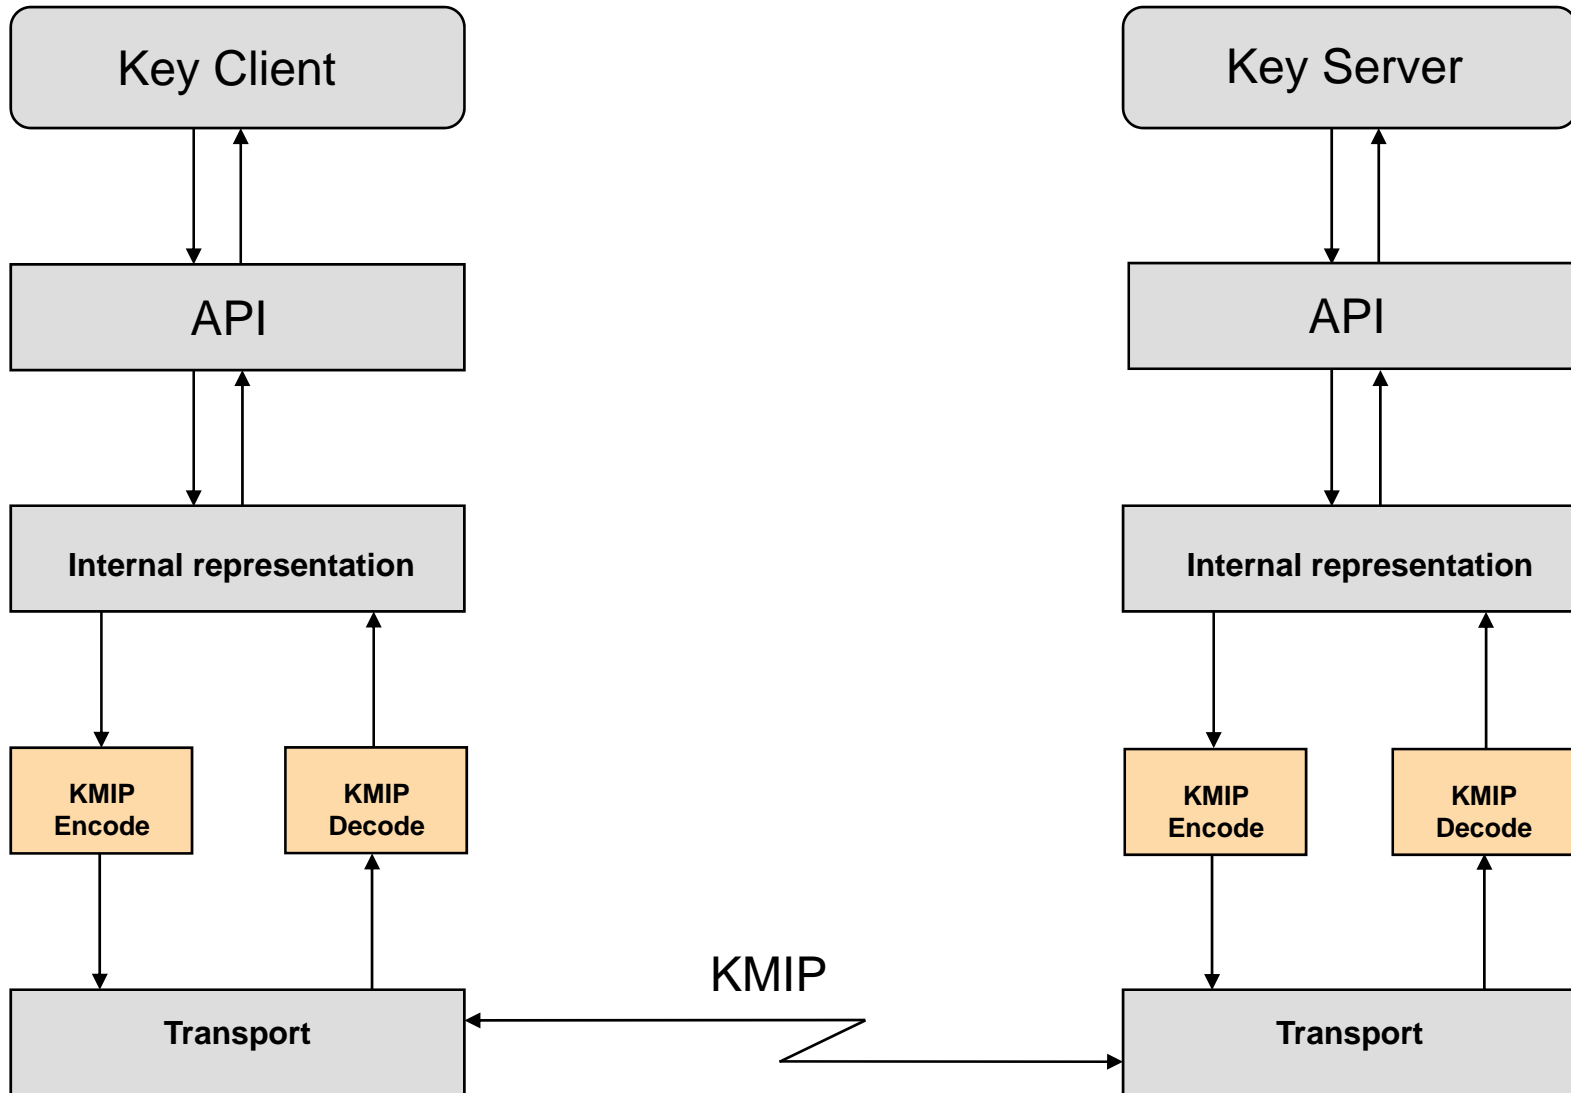 Key Client
Key Server
API
API
Internal representation
Internal representation
KMIP
Encode
KMIP
Decode
KMIP
Encode
KMIP
Decode
KMIP
Transport
Transport